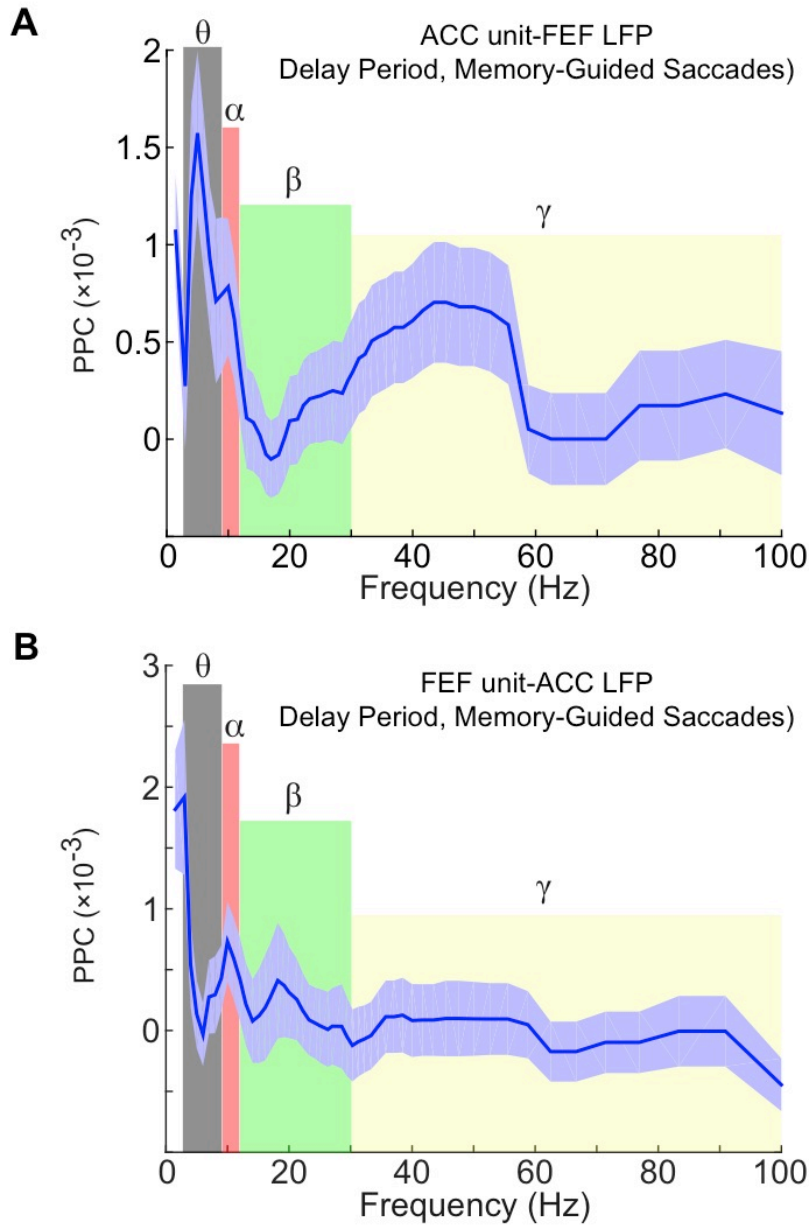 A
θ
ACC unit-FEF LFP
Delay Period, Memory-Guided Saccades)
α
β
γ
2
1.5
1
0.5
0
PPC (×10⁻³)
0 20 40 60 80 100
Frequency (Hz)
B
θ
FEF unit-ACC LFP
Delay Period, Memory-Guided Saccades)
α
β
γ
3
2
1
0
PPC (×10⁻³)
0 20 40 60 80 100
Frequency (Hz)